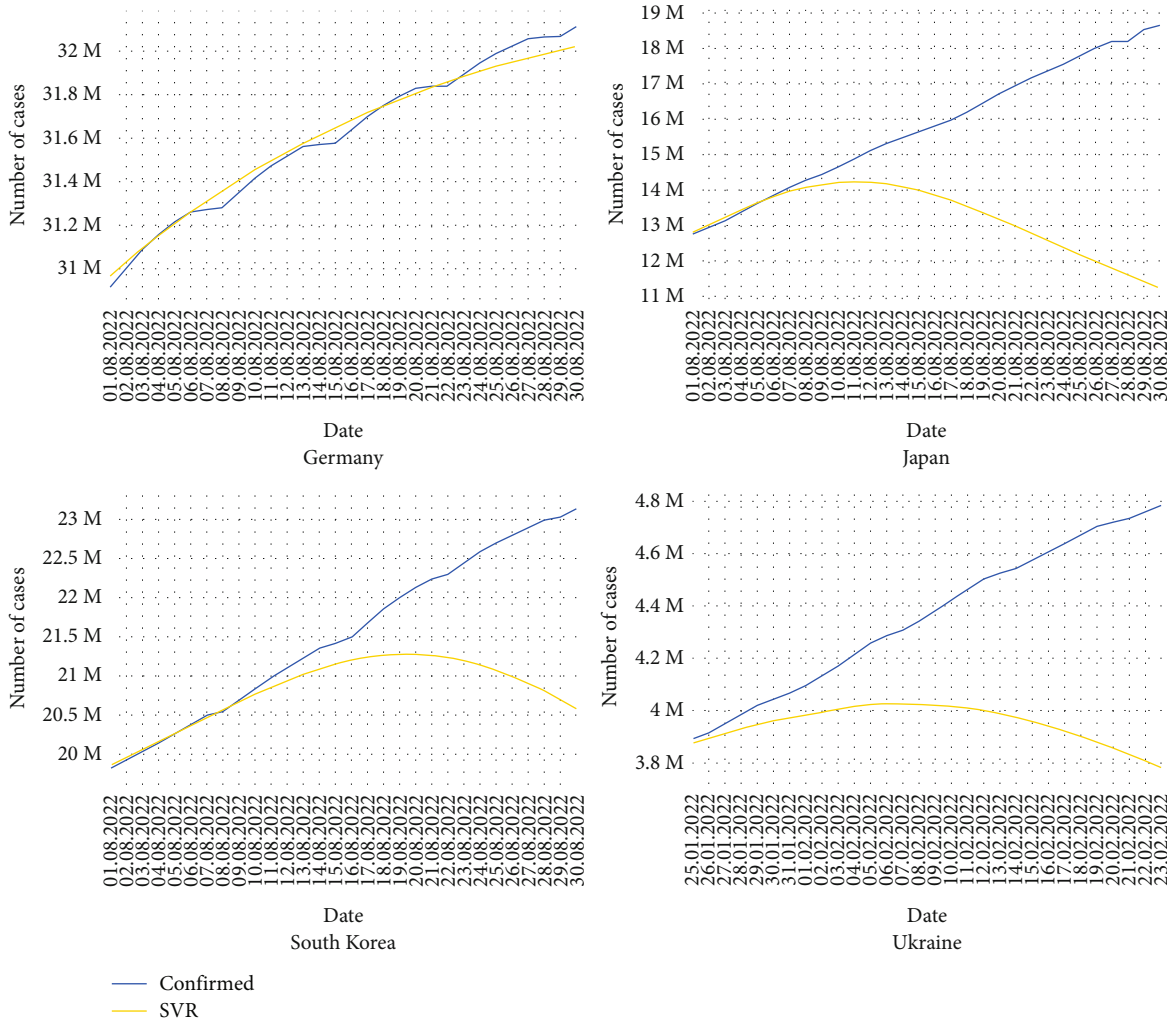 32 M
31.8 M
31.6 M
31.4 M
31.2 M
31 M
Number of cases
01.08.2022
02.08.2022
03.08.2022
04.08.2022
05.08.2022
06.08.2022
07.08.2022
08.08.2022
09.08.2022
10.08.2022
11.08.2022
12.08.2022
13.08.2022
14.08.2022
15.08.2022
16.08.2022
17.08.2022
18.08.2022
19.08.2022
20.08.2022
21.08.2022
22.08.2022
23.08.2022
24.08.2022
25.08.2022
26.08.2022
27.08.2022
28.08.2022
29.08.2022
30.08.2022
Date
Germany
19 M
18 M
17 M
16 M
15 M
14 M
13 M
12 M
11 M
Number of cases
01.08.2022
02.08.2022
03.08.2022
04.08.2022
05.08.2022
06.08.2022
07.08.2022
08.08.2022
09.08.2022
10.08.2022
11.08.2022
12.08.2022
13.08.2022
14.08.2022
15.08.2022
16.08.2022
17.08.2022
18.08.2022
19.08.2022
20.08.2022
21.08.2022
22.08.2022
23.08.2022
24.08.2022
25.08.2022
26.08.2022
27.08.2022
28.08.2022
29.08.2022
30.08.2022
Date
Japan
23 M
22.5 M
22 M
21.5 M
21 M
20.5 M
20 M
Number of cases
01.08.2022
02.08.2022
03.08.2022
04.08.2022
05.08.2022
06.08.2022
07.08.2022
08.08.2022
09.08.2022
10.08.2022
11.08.2022
12.08.2022
13.08.2022
14.08.2022
15.08.2022
16.08.2022
17.08.2022
18.08.2022
19.08.2022
20.08.2022
21.08.2022
22.08.2022
23.08.2022
24.08.2022
25.08.2022
26.08.2022
27.08.2022
28.08.2022
29.08.2022
30.08.2022
Date
South Korea
4.8 M
4.6 M
4.4 M
4.2 M
4 M
3.8 M
Number of cases
25.01.2022
26.01.2022
27.01.2022
28.01.2022
29.01.2022
30.01.2022
31.01.2022
01.02.2022
02.02.2022
03.02.2022
04.02.2022
05.02.2022
06.02.2022
07.02.2022
08.02.2022
09.02.2022
10.02.2022
11.02.2022
12.02.2022
13.02.2022
14.02.2022
15.02.2022
16.02.2022
17.02.2022
18.02.2022
19.02.2022
20.02.2022
21.02.2022
22.02.2022
23.02.2022
Date
Ukraine
Confirmed
SVR